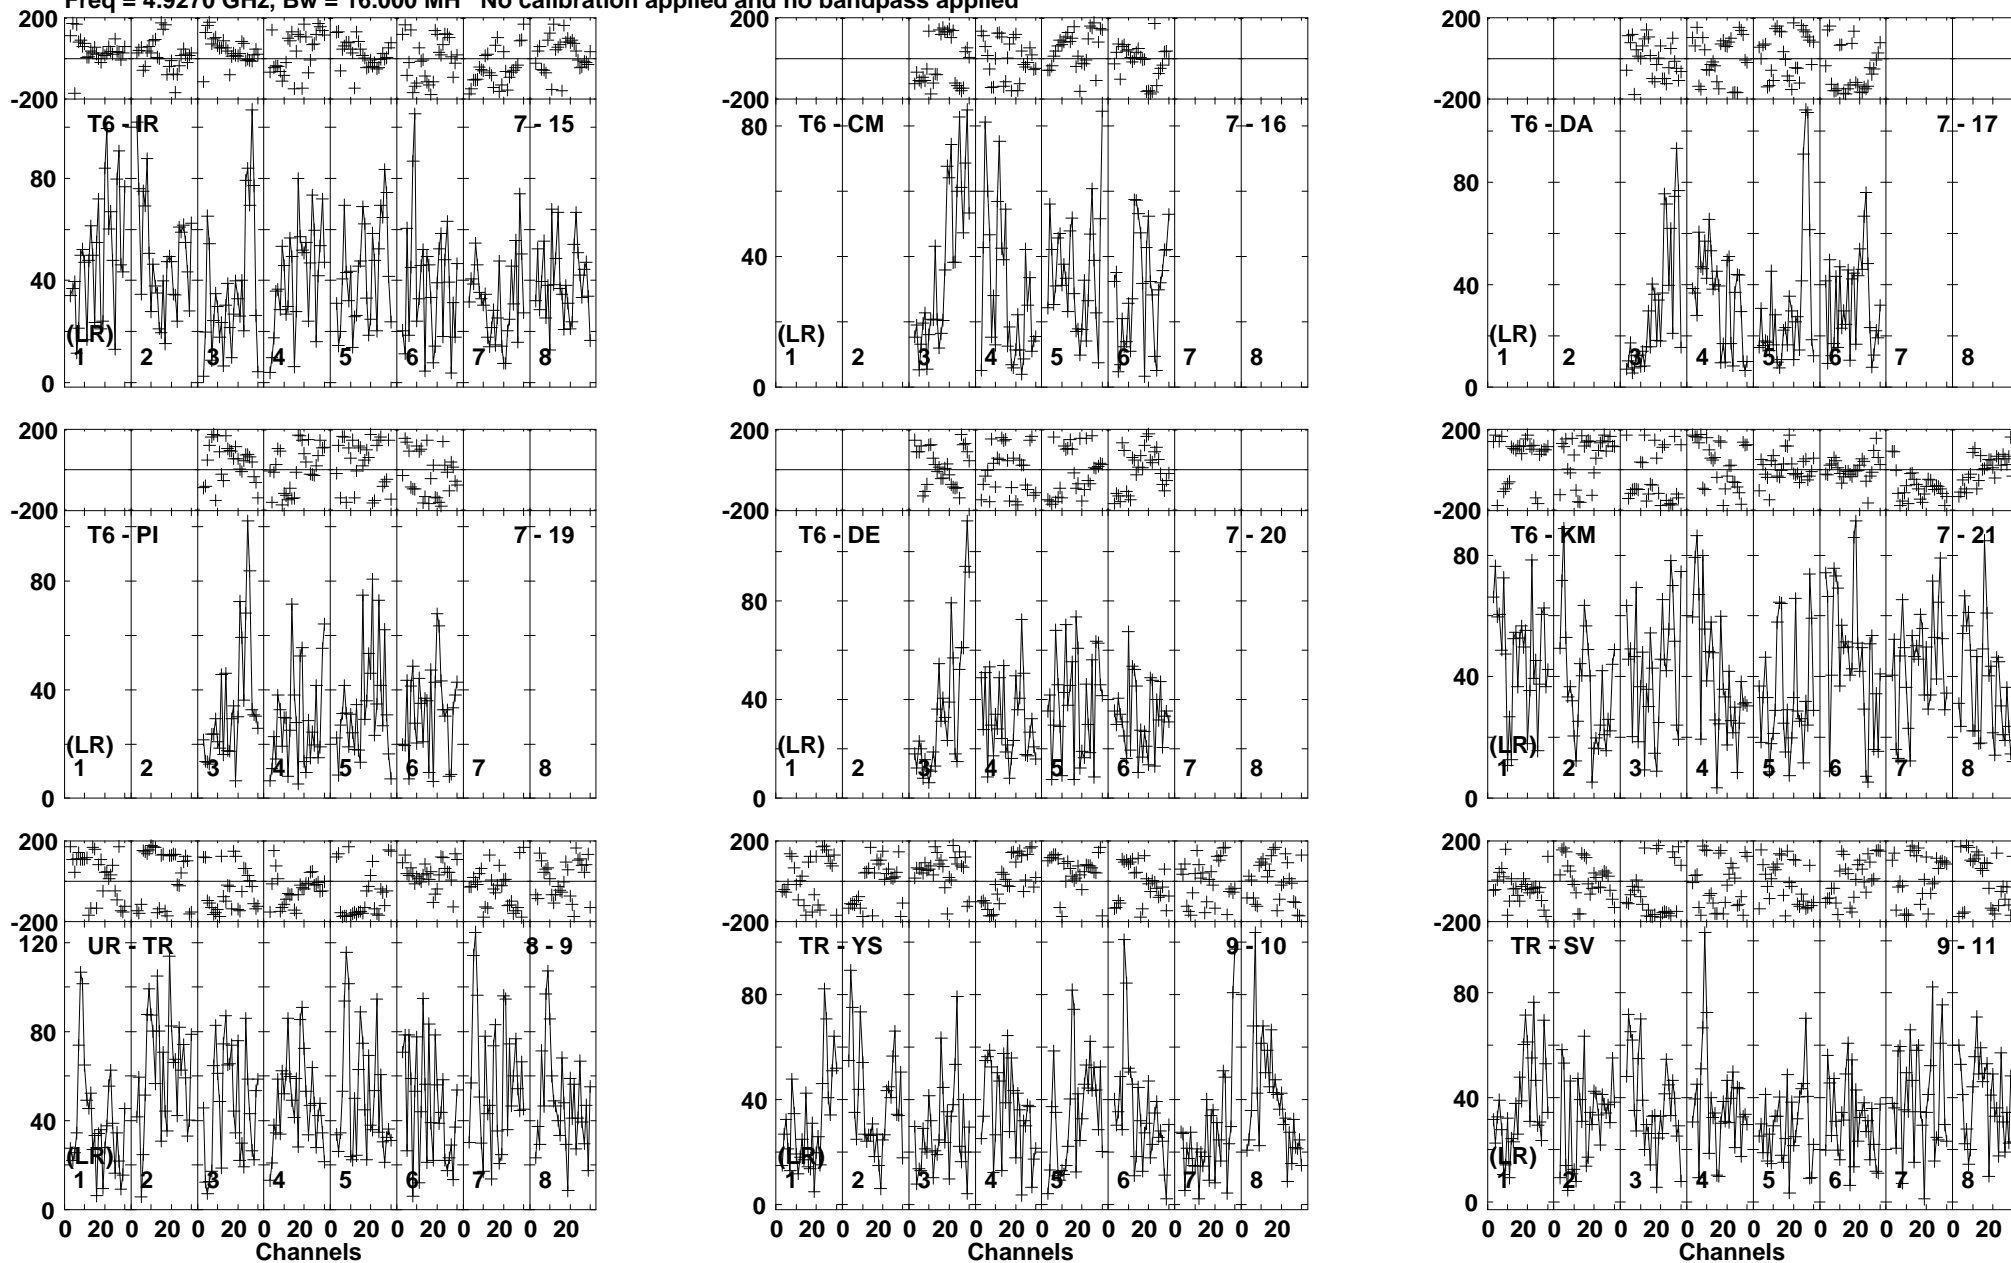 Freq = 4.9270 GHz, Bw = 16.000 MH No calibration applied and no bandpass applied
200
-200
T6 - IR 7 - 15
80
40
0
(LR)
1 2 3 4 5 6 7 8
200
-200
T6 - CM 7 - 16
80
40
0
(LR)
1 2 3 4 5 6 7 8
200
-200
T6 - DA 7 - 17
80
40
0
(LR)
1 2 3 4 5 6 7 8
200
-200
T6 - PI 7 - 19
80
40
0
(LR)
1 2 3 4 5 6 7 8
200
-200
T6 - DE 7 - 20
80
40
0
(LR)
1 2 3 4 5 6 7 8
200
-200
T6 - KM 7 - 21
80
40
0
(LR)
1 2 3 4 5 6 7 8
200
-200
UR - TR 8 - 9
120
80
40
0
(LR)
1 2 3 4 5 6 7 8
0 20 0 20 0 20 0 20 0 20 0 20 0 20 0 20
Channels
200
-200
TR - YS 9 - 10
80
40
0
(LR)
1 2 3 4 5 6 7 8
0 20 0 20 0 20 0 20 0 20 0 20 0 20 0 20
Channels
200
-200
TR - SV 9 - 11
80
40
0
(LR)
1 2 3 4 5 6 7 8
0 20 0 20 0 20 0 20 0 20 0 20 0 20 0 20
Channels